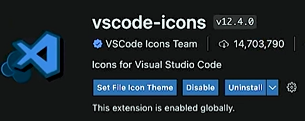 vscode-icons v12.4.0
VSCode Icons Team 14,703,790
Icons for Visual Studio Code
Set File Icon Theme Disable Uninstall
This extension is enabled globally.